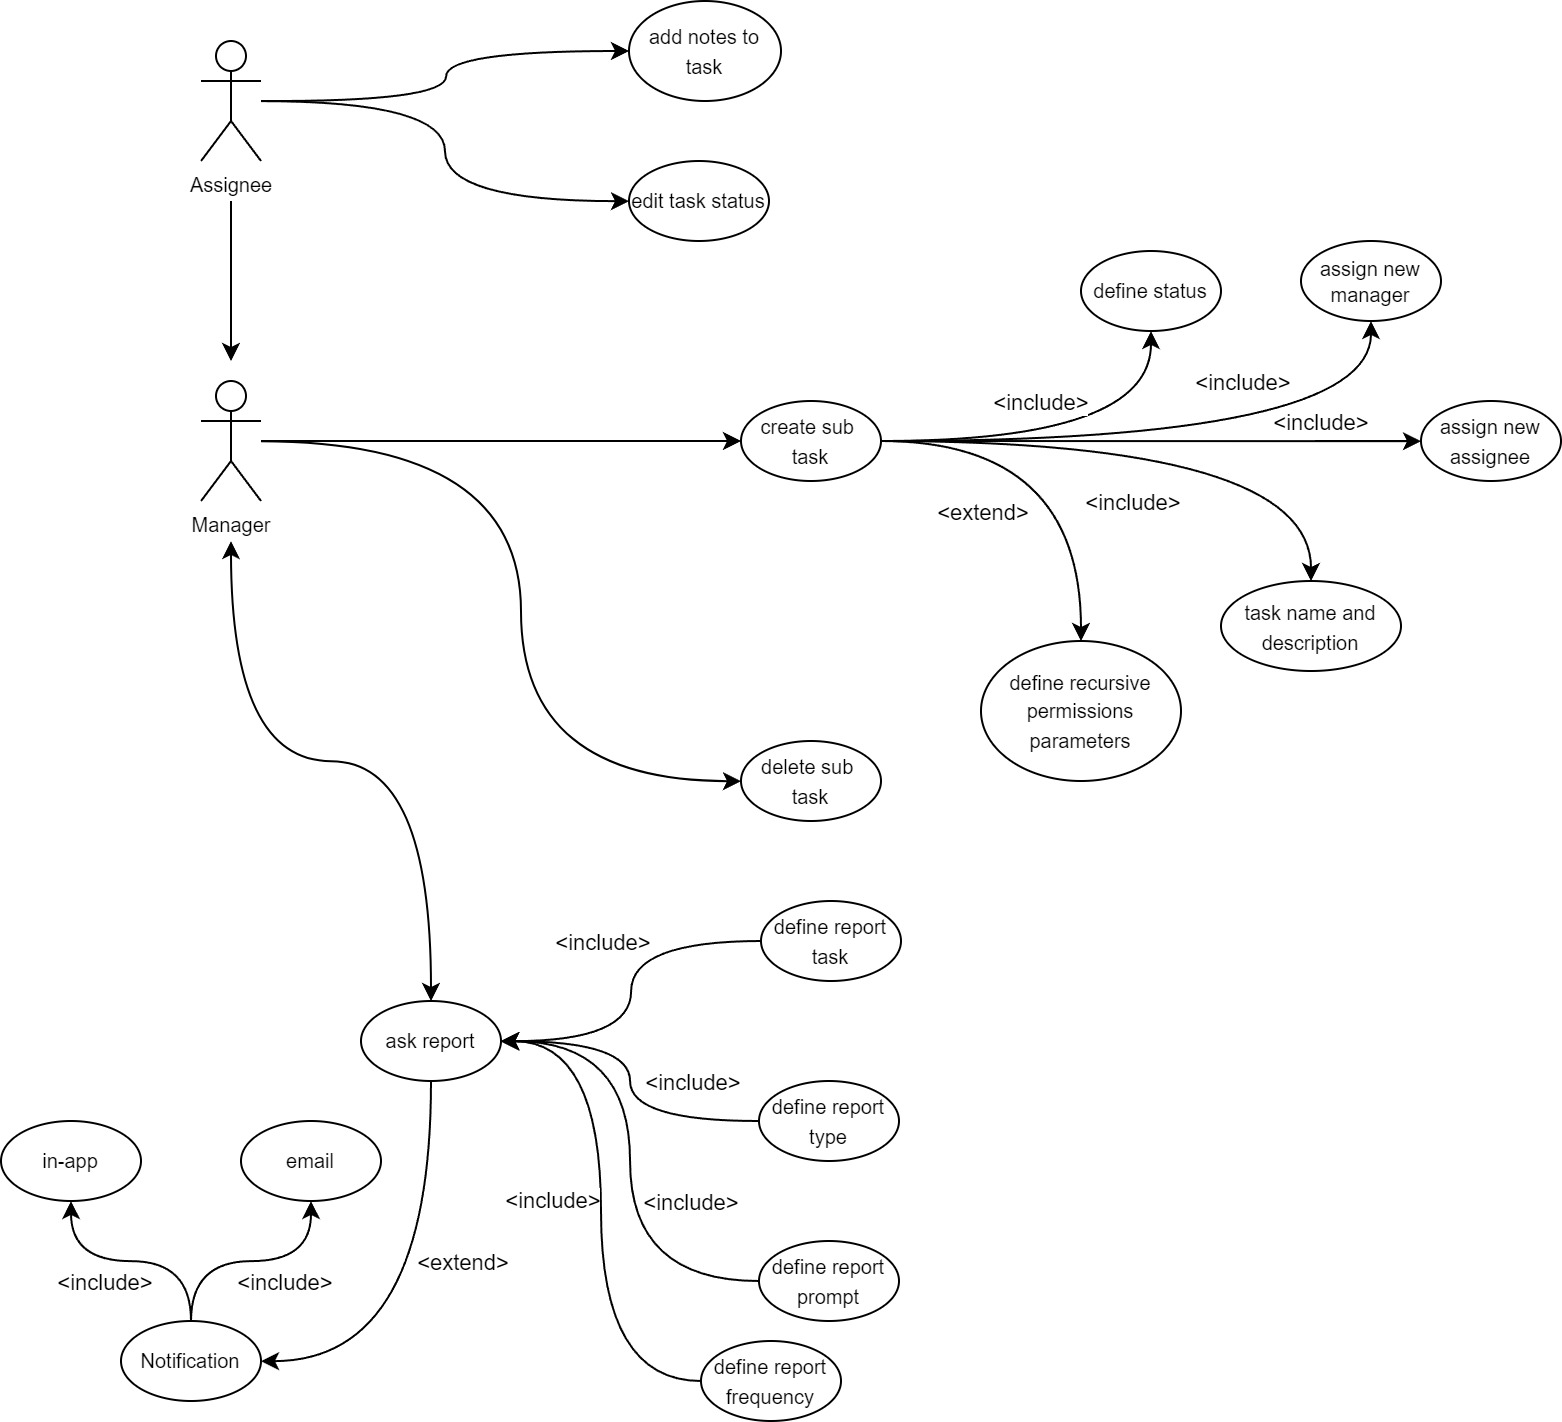 add notes to
task
Assignee
edit task status
define status
assign new
manager
<include>
<include>
<include>
create sub
task
assign new
assignee
Manager
<extend>
<include>
task name and
description
define recursive
permissions
parameters
delete sub
task
<include>
define report
task
ask report
<include>
define report
type
in-app
email
<include>
<include>
<extend>
<include>
<include>
define report
prompt
Notification
define report
frequency